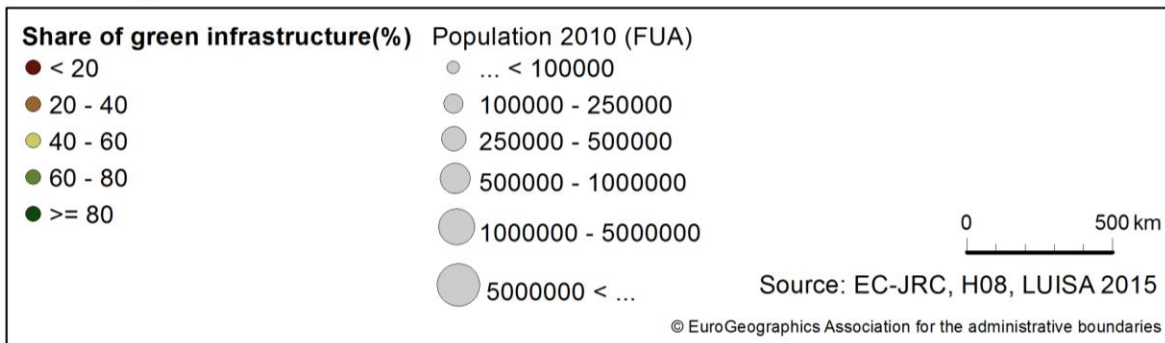 Share of green infrastructure(%)
< 20
20 - 40
40 - 60
60 - 80
>= 80
Population 2010 (FUA)
... < 100000
100000 - 250000
250000 - 500000
500000 - 1000000
1000000 - 5000000
5000000 < ...
0 500 km
Source: EC-JRC, H08, LUISA 2015
© EuroGeographics Association for the administrative boundaries